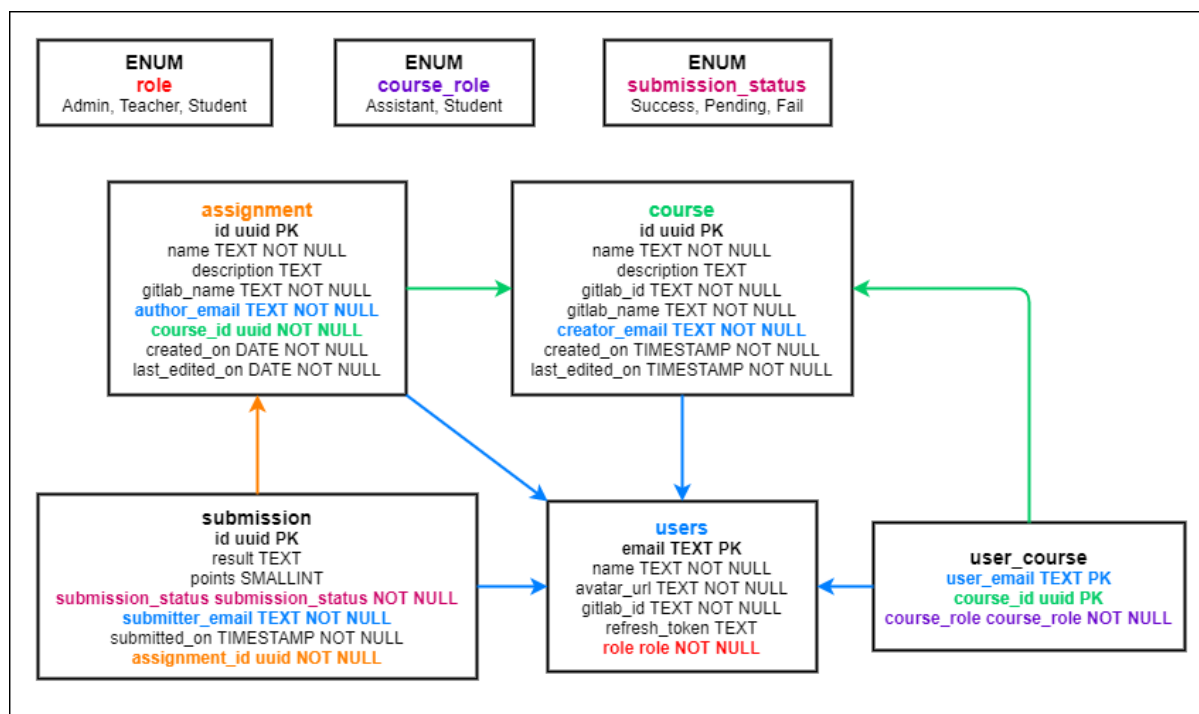 ENUM
role
Admin, Teacher, Student
ENUM
course_role
Assistant, Student
ENUM
submission_status
Success, Pending, Fail
assignment
id uuid PK
name TEXT NOT NULL
description TEXT
gitlab_name TEXT NOT NULL
author_email TEXT NOT NULL
course_id uuid NOT NULL
created_on DATE NOT NULL
last_edited_on DATE NOT NULL
course
id uuid PK
name TEXT NOT NULL
description TEXT
gitlab_id TEXT NOT NULL
gitlab_name TEXT NOT NULL
creator_email TEXT NOT NULL
created_on TIMESTAMP NOT NULL
last_edited_on TIMESTAMP NOT NULL
submission
id uuid PK
result TEXT
points SMALLINT
submission_status submission_status NOT NULL
submitter_email TEXT NOT NULL
submitted_on TIMESTAMP NOT NULL
assignment_id uuid NOT NULL
users
email TEXT PK
name TEXT NOT NULL
avatar_url TEXT NOT NULL
gitlab_id TEXT NOT NULL
refresh_token TEXT
role role NOT NULL
user_course
user_email TEXT PK
course_id uuid PK
course_role course_role NOT NULL